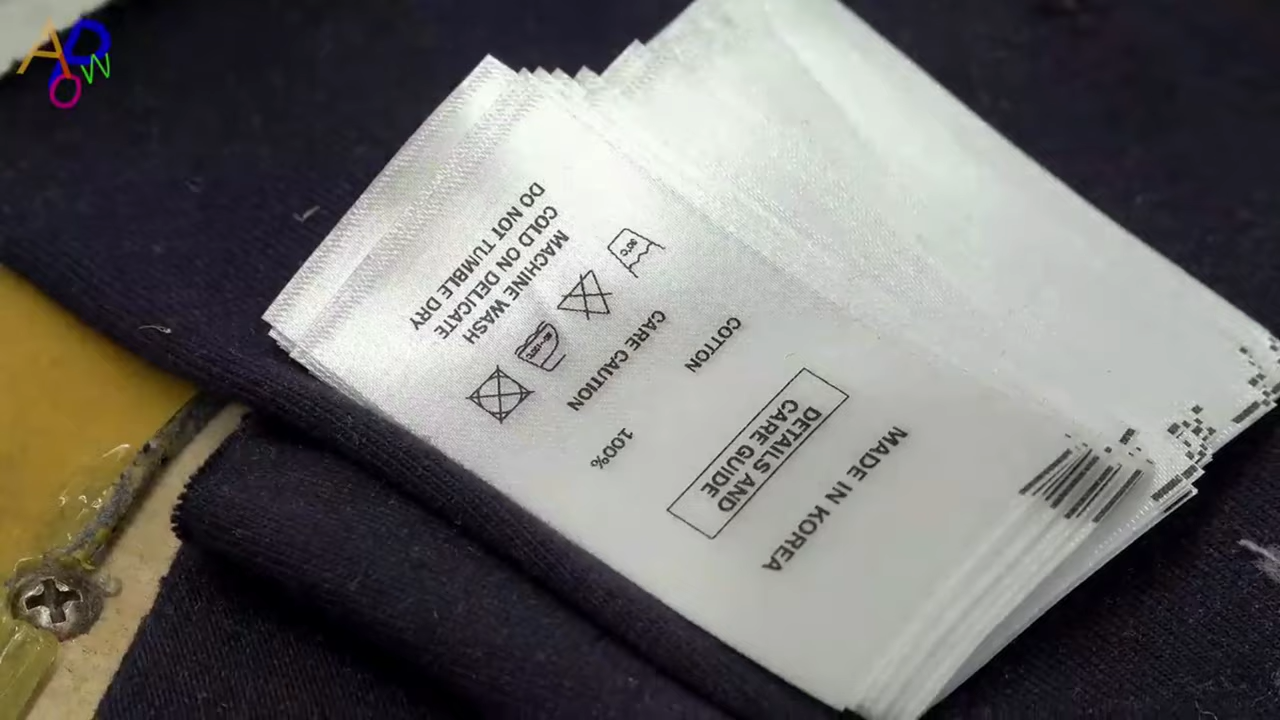 MADE IN KOREA
DETAILS AND
CARE GUIDE
100%
COTTON
CARE CAUTION
MACHINE WASH
COLD ON DELICATE
DO NOT TUMBLE DRY